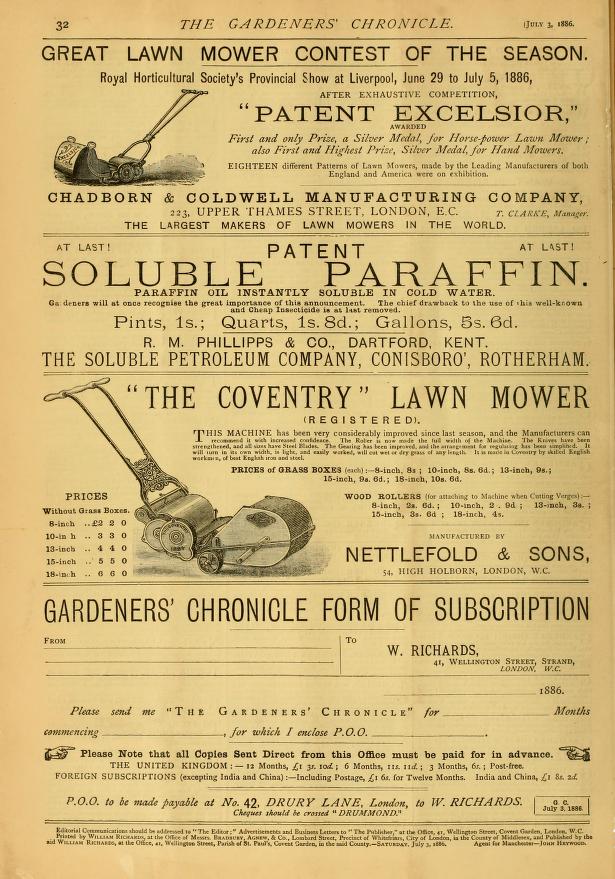 32 THE GARDENERS' CHRONICLE. [JULY 3, 1886.
GREAT LAWN MOWER CONTEST OF THE SEASON.
Royal Horticultural Society's Provincial Show at Liverpool, June 29 to July 5, 1886,
AFTER EXHAUSTIVE COMPETITION,
"PATENT EXCELSIOR,"
AWARDED
First and only Prize, a Silver Medal, for Horse-power Lawn Mower;
also First and Highest Prize, Silver Medal, for Hand Mowers.
EIGHTEEN different Patterns of Lawn Mowers, made by the Leading Manufacturers of both
England and America were on exhibition.
CHADBORN & COLDWELL MANUFACTURING COMPANY,
223, UPPER THAMES STREET, LONDON, E.C. T. CLARKE, Manager.
THE LARGEST MAKERS OF LAWN MOWERS IN THE WORLD.
AT LAST! PATENT AT LAST!
SOLUBLE PARAFFIN.
PARAFFIN OIL INSTANTLY SOLUBLE IN COLD WATER.
Gardeners will at once recognise the great importance of this announcement. The chief drawback to the use of this well-known
and Cheap Insecticide is at last removed.
Pints, 1s.; Quarts, 1s. 8d.; Gallons, 5s. 6d.
R. M. PHILLIPPS & CO., DARTFORD, KENT.
THE SOLUBLE PETROLEUM COMPANY, CONISBORO', ROTHERHAM.
"THE COVENTRY" LAWN MOWER
(REGISTERED).
THIS MACHINE has been very considerably improved since last season, and the Manufacturers can
recommend it with increased confidence. The Roller is now made the full width of the Machine. The Knives have been
strengthened, and all sizes have Steel Blades. The Gearing has been improved, and the arrangement for regulating has been simplified. It
will turn in its own width, is light, and easily worked, will cut wet or dry grass of any length. It is made in Coventry by skilled English
workmen, of best English iron and steel.
PRICES OF GRASS BOXES (each):—8-inch, 8s; 10-inch, 8s. 6d.; 13-inch, 9s.;
15-inch, 9s. 6d.; 18-inch, 10s. 6d.
PRICES
Without Grass Boxes.
8-inch ..£2 2 0
10-inch .. 3 3 0
13-inch .. 4 4 0
15-inch .. 5 5 0
18-inch .. 6 6 0
WOOD ROLLERS (for attaching to Machine when Cutting Verges):—
8-inch, 2s. 6d.; 10-inch, 2. 9d; 13-inch, 3s.;
15-inch, 3s. 6d; 18-inch, 4s.
MANUFACTURED BY
NETTLEFOLD & SONS,
54, HIGH HOLBORN, LONDON, W.C.
GARDENERS' CHRONICLE FORM OF SUBSCRIPTION
FROM
To
W. RICHARDS,
41, WELLINGTON STREET, STRAND,
LONDON, W.C.
1886.
Please send me "THE GARDENERS' CHRONICLE" for Months
commencing , for which I enclose P.O.O. .
Please Note that all Copies Sent Direct from this Office must be paid for in advance.
THE UNITED KINGDOM:—12 Months, £1 3s. 10d; 6 Months, 11s. 11d; 3 Months, 6s.; Post-free.
FOREIGN SUBSCRIPTIONS (excepting India and China):—Including Postage, £1 6s. for Twelve Months. India and China, £1 8s. 2d.
P.O.O. to be made payable at No. 42, DRURY LANE, London, to W. RICHARDS.
Cheques should be crossed "DRUMMOND."
G. C.
July 3, 1886.
Editorial Communications should be addressed to "The Editor;" Advertisements and Business Letters to "The Publisher," at the Office, 41, Wellington Street, Covent Garden, London, W.C.
Printed by WILLIAM RICHARDS, at the Office of Messrs. BRADBURY, AGNEW, & CO., Lombard Street, Precinct of Whitefriars, City of London, in the County of Middlesex, and Published by the
said WILLIAM RICHARDS, at the Office, 41, Wellington Street, Parish of St. Paul's, Covent Garden, in the said County.—SATURDAY, July 3, 1886. Agent for Manchester—JOHN HEYWOOD.